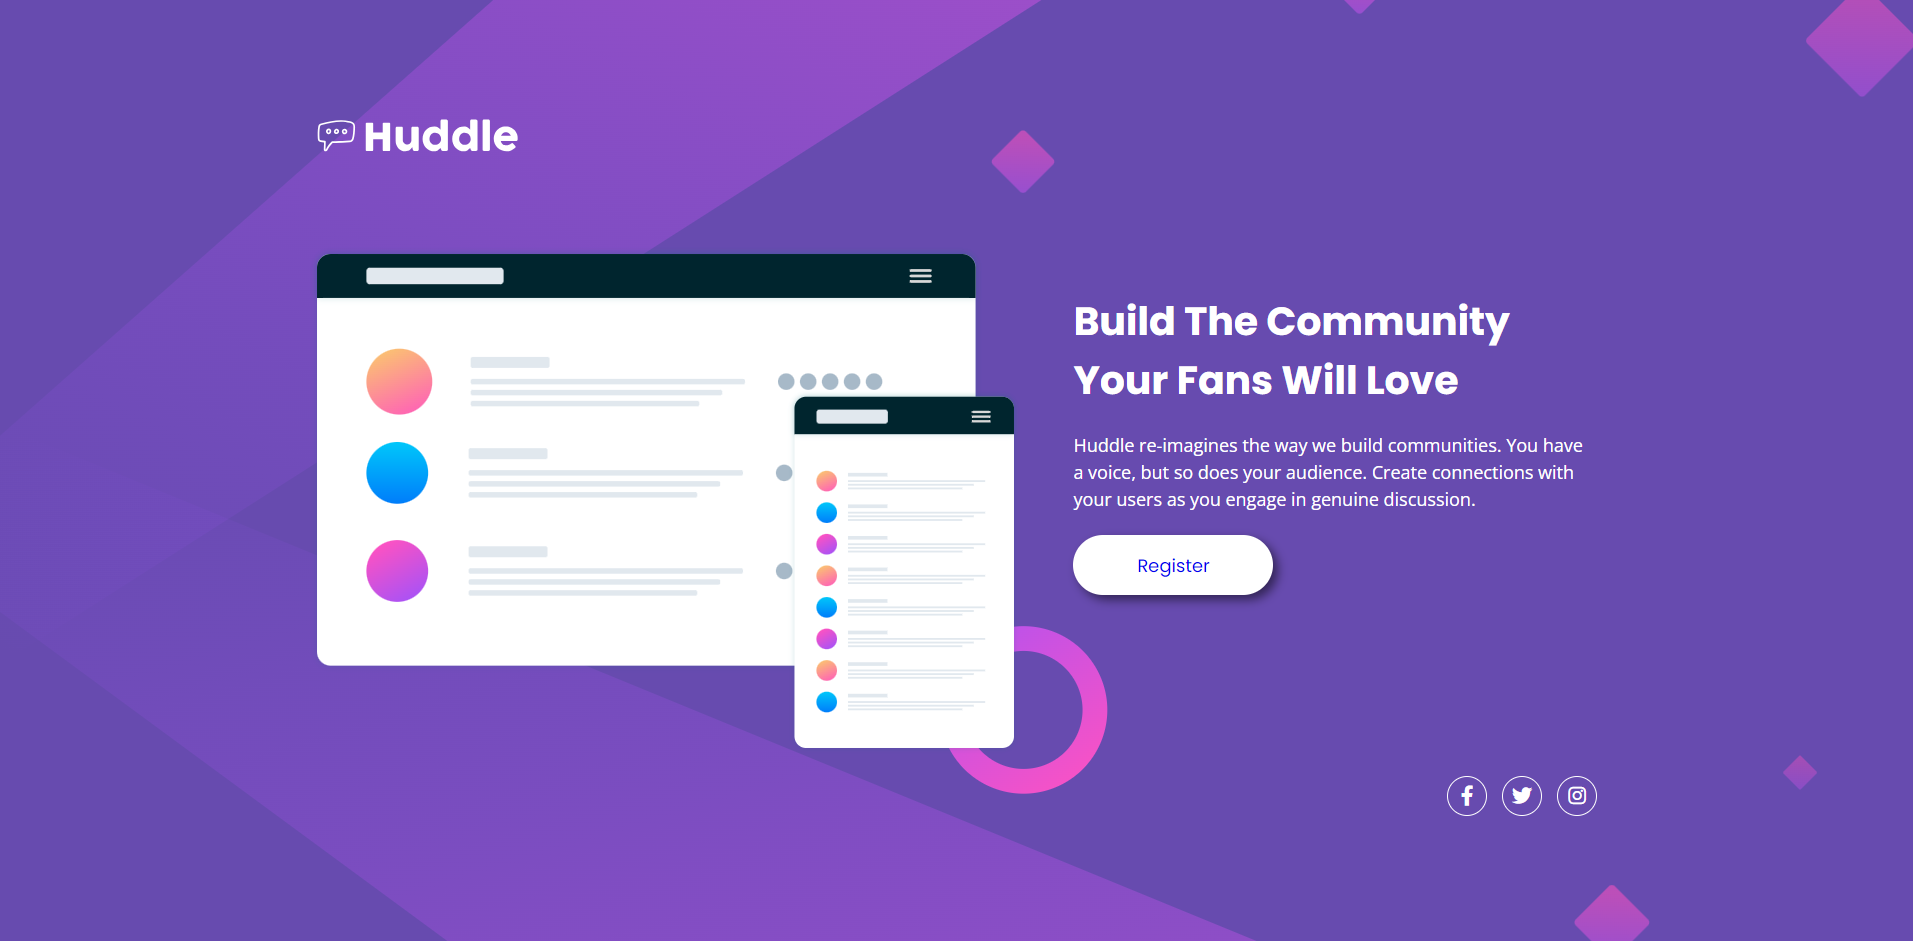 Huddle
Build The Community
Your Fans Will Love
Huddle re-imagines the way we build communities. You have
a voice, but so does your audience. Create connections with
your users as you engage in genuine discussion.
Register